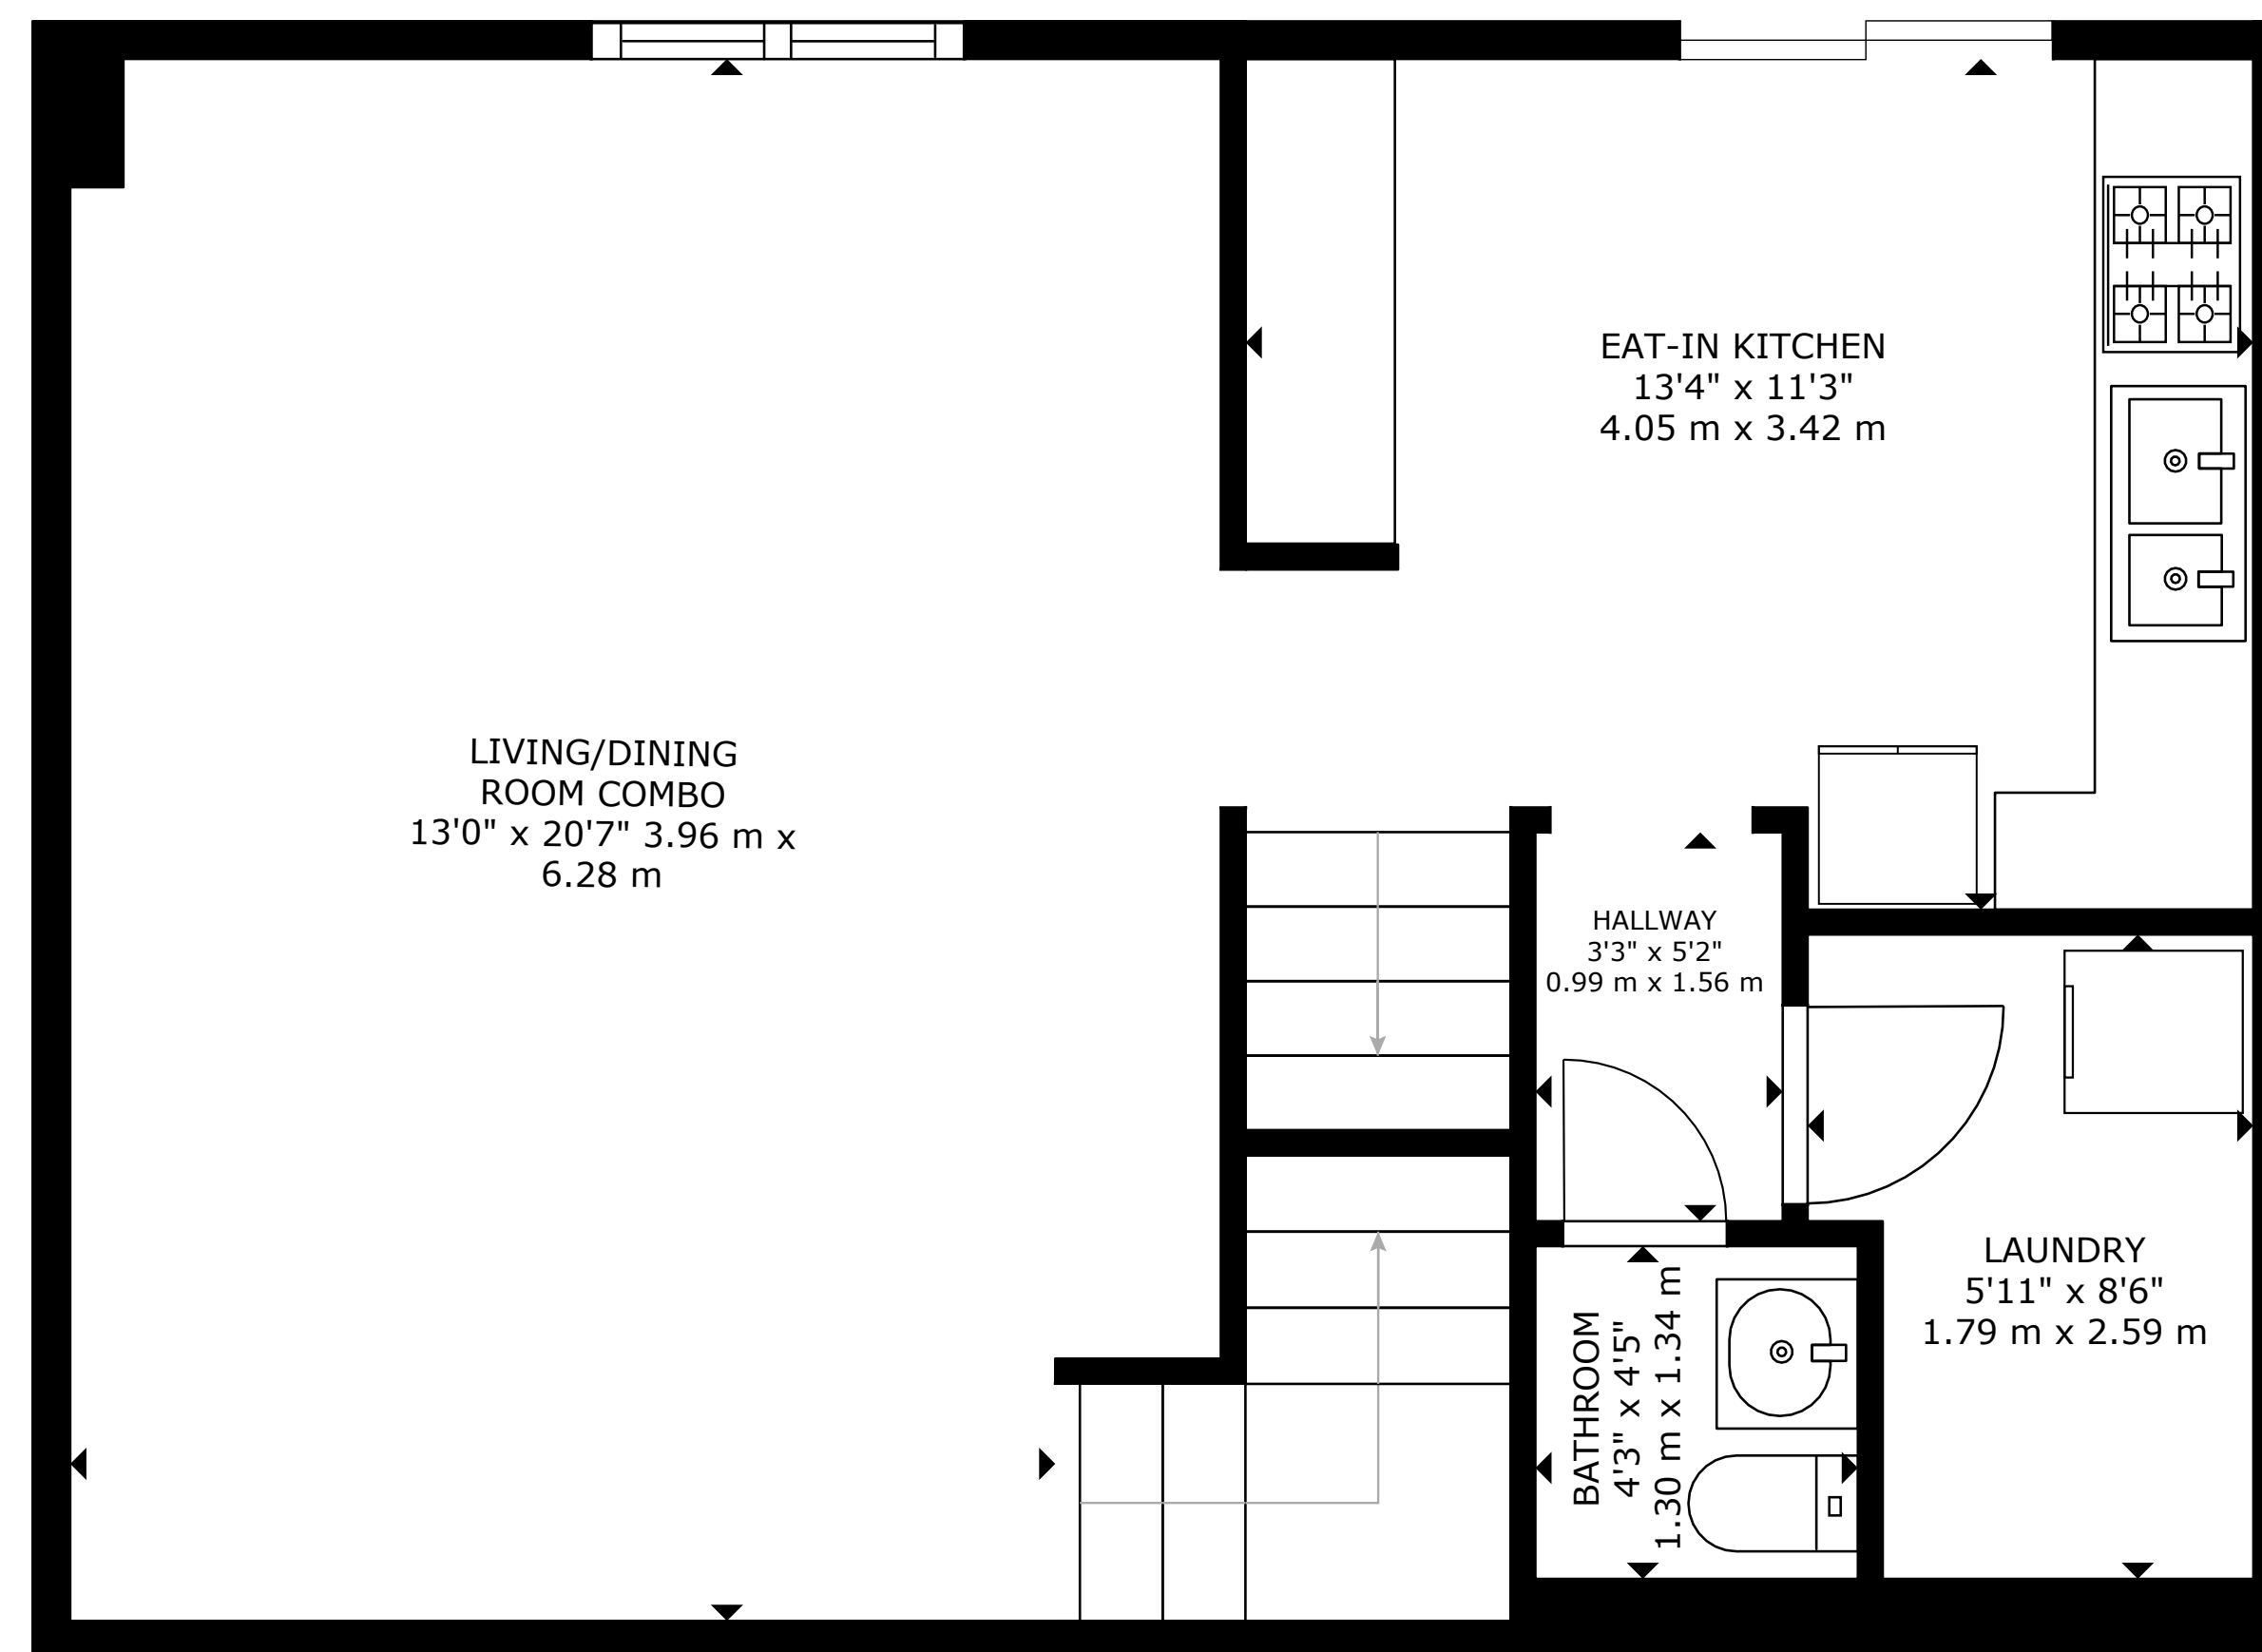 EAT-IN KITCHEN
13'4" x 11'3"
4.05 m x 3.42 m
LIVING/DINING
ROOM COMBO
13'0" x 20'7" 3.96 m x
6.28 m
HALLWAY
3'3" x 5'2"
0.99 m x 1.56 m
LAUNDRY
5'11" x 8'6"
1.79 m x 2.59 m
BATHROOM
4'3" x 4'5"
1.30 m x 1.34 m